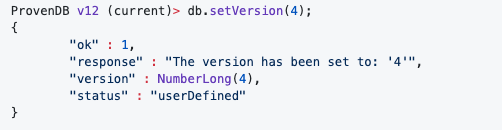 ProvenDB v12 (current)> db.setVersion(4);
{
        "ok" : 1,
        "response" : "The version has been set to: '4'",
        "version" : NumberLong(4),
        "status" : "userDefined"
}